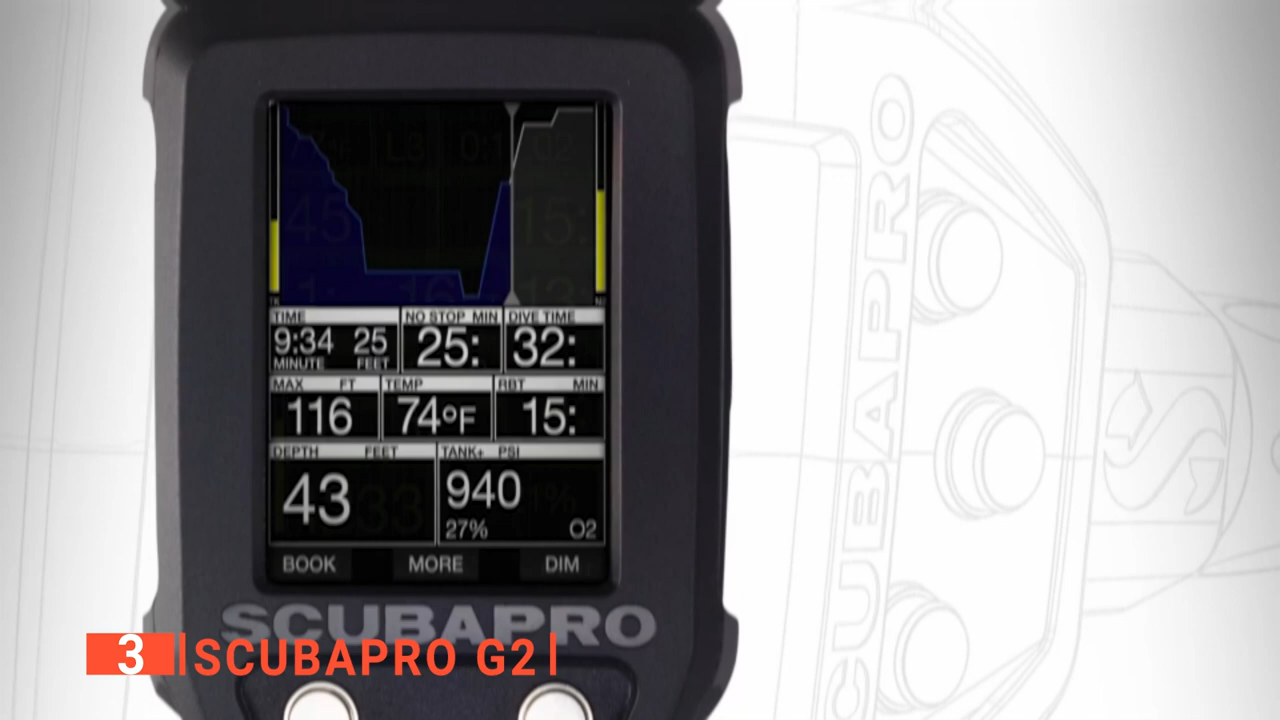 TIME NO STOP MIN DIVE TIME
9:34 25 25: 32:
MINUTE FEET
MAX FT TEMP RBT MIN
116 74°F 15:
DEPTH FEET TANK+ PSI
43 940
27% O2
BOOK MORE DIM
SCUBAPRO
3 SCUBAPRO G2
SCUBAPRO
S